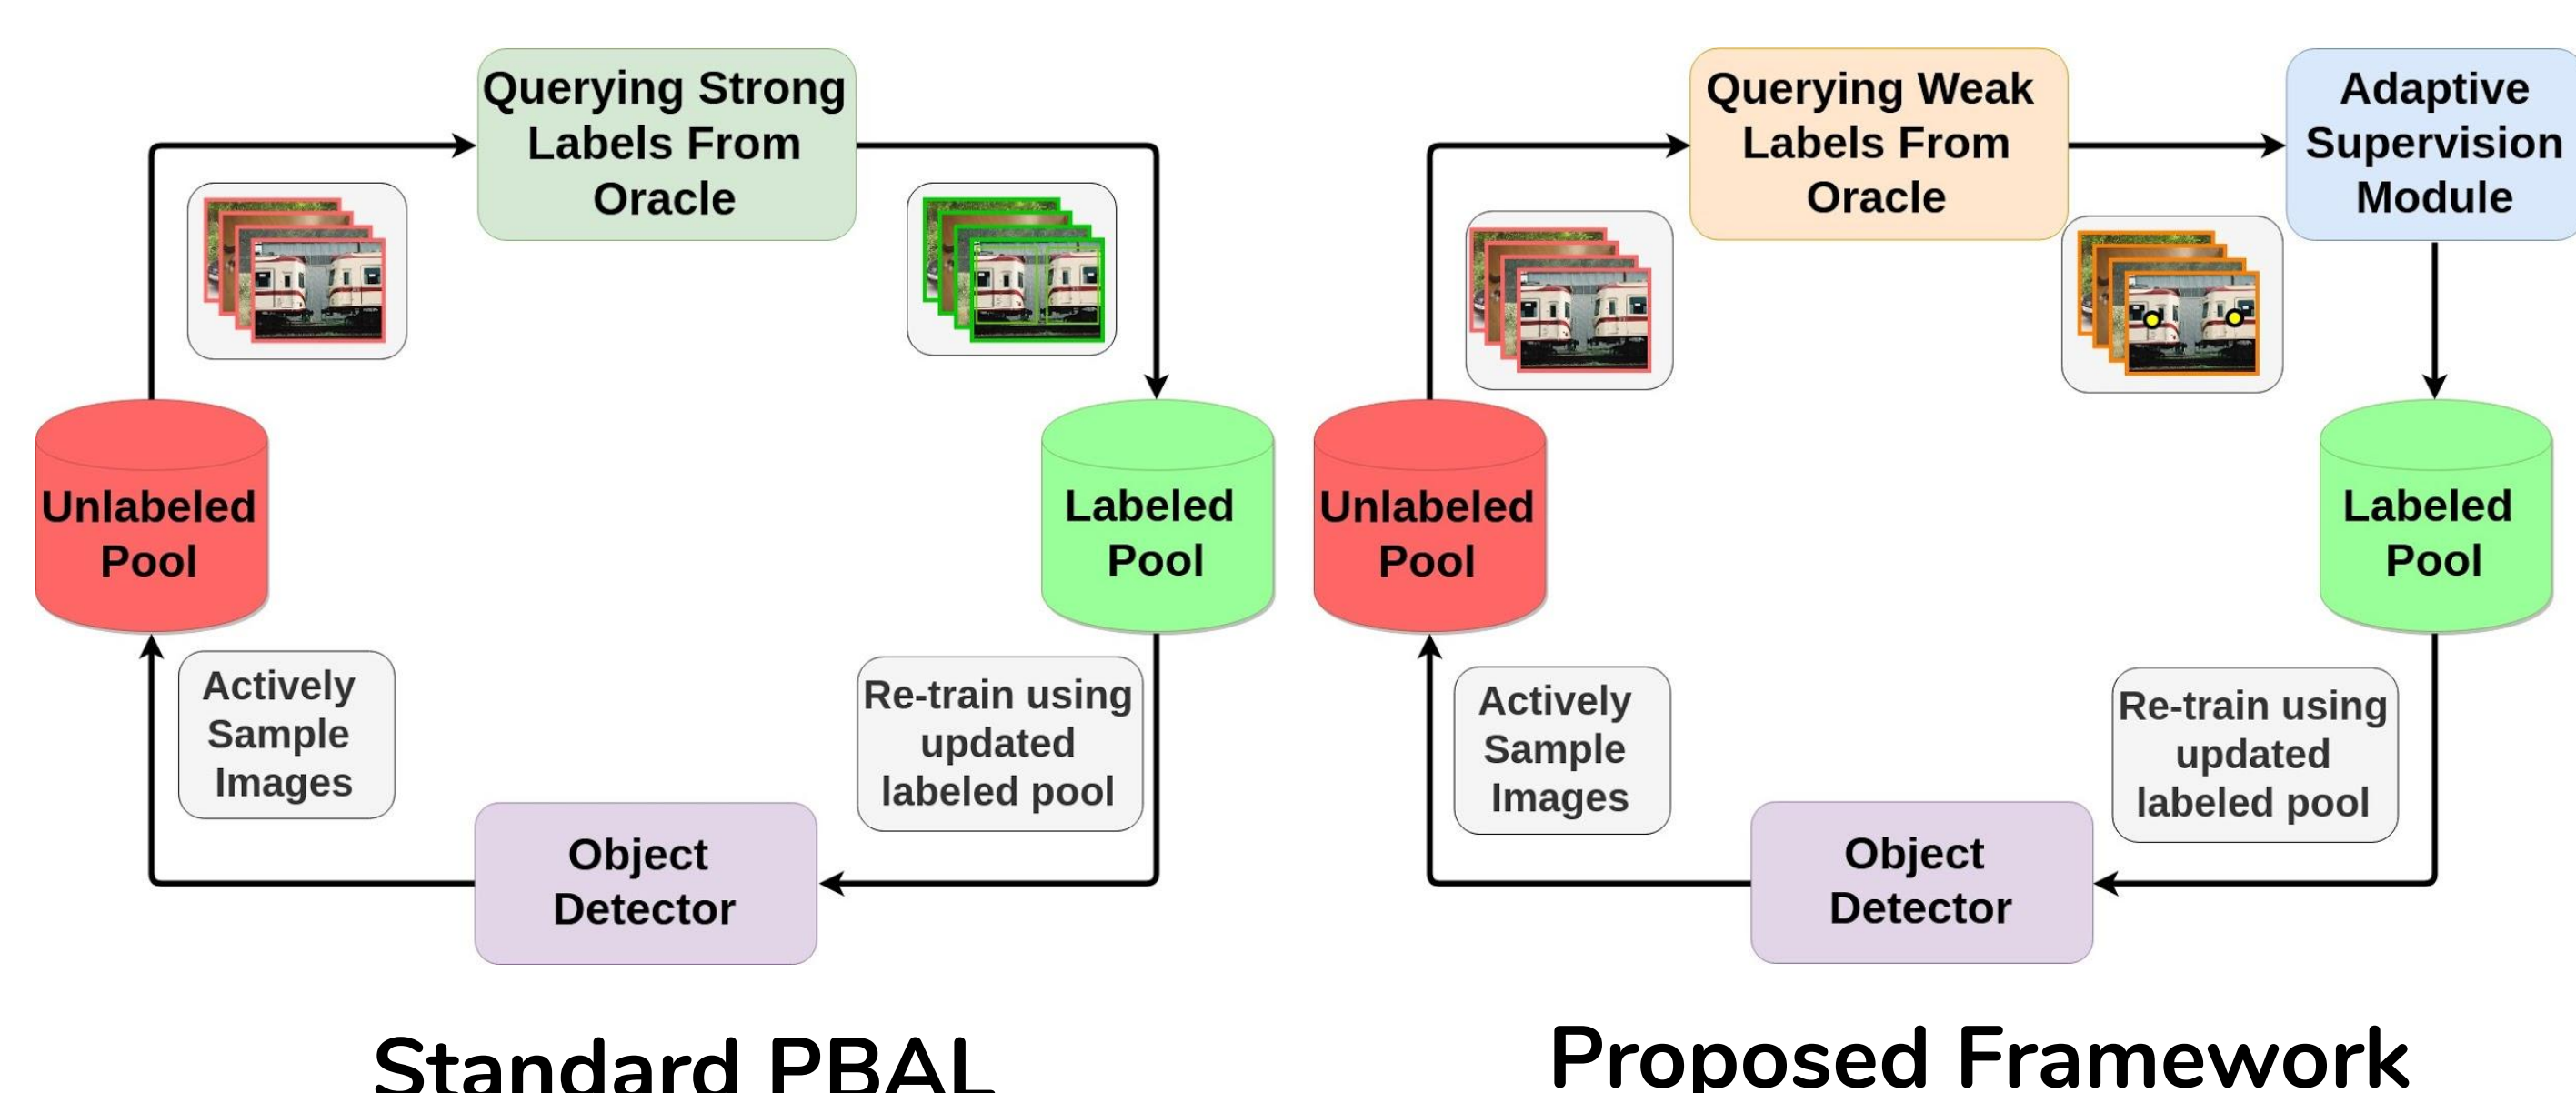 Querying Strong
Labels From
Oracle
Unlabeled
Pool
Labeled
Pool
Actively
Sample
Images
Re-train using
updated
labeled pool
Object
Detector
Standard PBAL
Querying Weak
Labels From
Oracle
Adaptive
Supervision
Module
Unlabeled
Pool
Labeled
Pool
Actively
Sample
Images
Re-train using
updated
labeled pool
Object
Detector
Proposed Framework